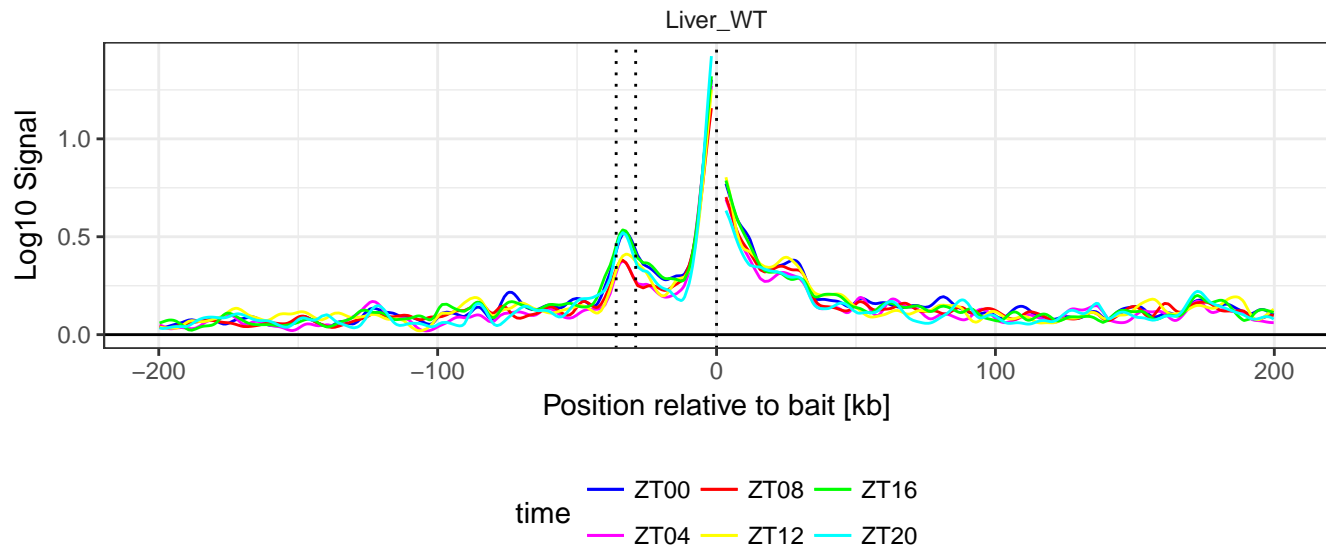 Liver_WT
Log10 Signal
1.0
0.5
0.0
−200 −100 0 100 200
Position relative to bait [kb]
time
ZT00 ZT08 ZT16
ZT04 ZT12 ZT20